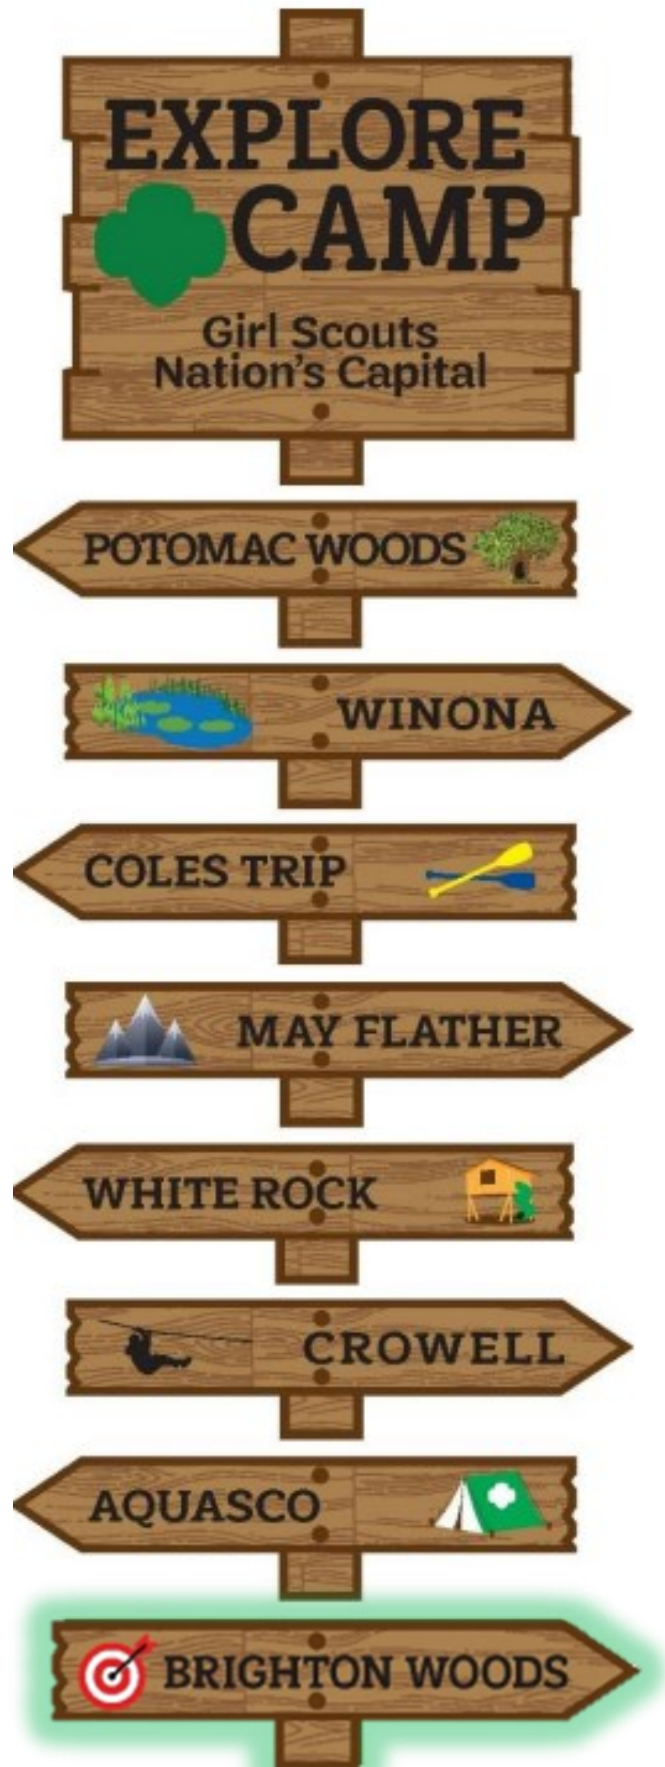 EXPLORE
CAMP
Girl Scouts
Nation's Capital
POTOMAC WOODS
WINONA
COLES TRIP
MAY FLATHER
WHITE ROCK
CROWELL
AQUASCO
BRIGHTON WOODS